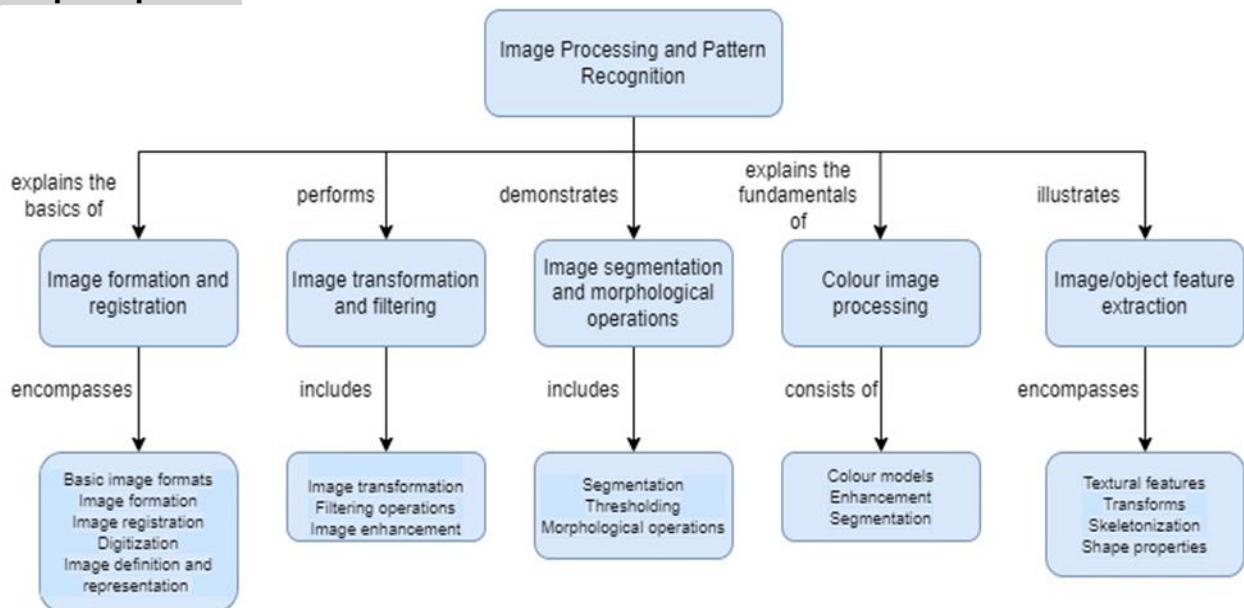 Image Processing and Pattern
Recognition
explains the
basics of
performs
demonstrates
explains the
fundamentals
of
illustrates
Image formation and
registration
Image transformation
and filtering
Image segmentation
and morphological
operations
Colour image
processing
Image/object feature
extraction
encompasses
includes
includes
consists of
encompasses
Basic image formats
Image formation
Image registration
Digitization
Image definition and
representation
Image transformation
Filtering operations
Image enhancement
Segmentation
Thresholding
Morphological operations
Colour models
Enhancement
Segmentation
Textural features
Transforms
Skeletonization
Shape properties